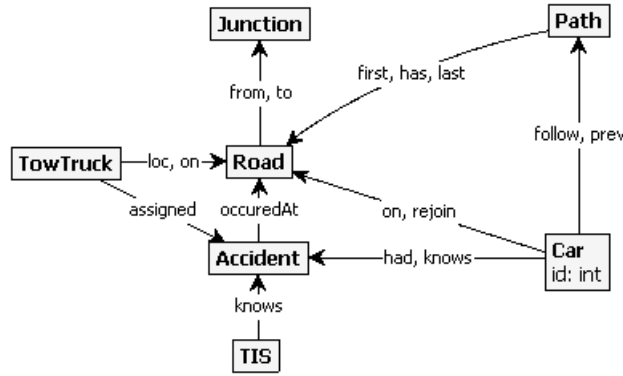 Junction
Path
first, has, last
from, to
follow, prev
TowTruck
loc, on
Road
assigned
occuredAt
on, rejoin
Accident
had, knows
Car
id: int
knows
TIS